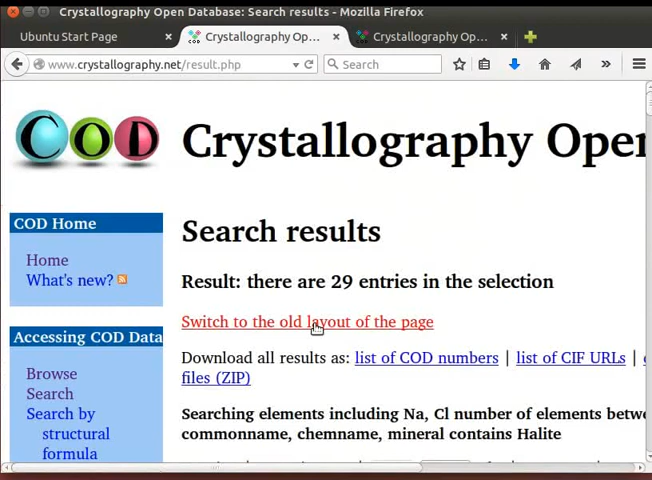 Crystallography Open Database: Search results - Mozilla Firefox
Ubuntu Start Page
Crystallography Op...
Crystallography Op...
www.crystallography.net/result.php
Search
COD
Crystallography Open
COD Home
Home
What's new?
Accessing COD Data
Browse
Search
Search by
structural
formula
Search results
Result: there are 29 entries in the selection
Switch to the old layout of the page
Download all results as: list of COD numbers | list of CIF URLs |
files (ZIP)
Searching elements including Na, Cl number of elements betwe
commonname, chemname, mineral contains Halite